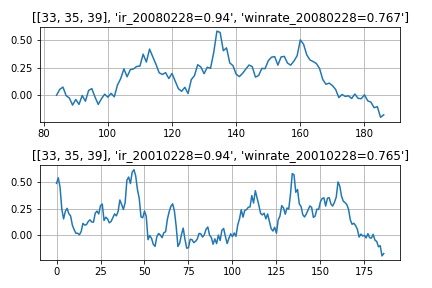 [[33, 35, 39], 'ir_20080228=0.94', 'winrate_20080228=0.767']
0.50
0.25
0.00
80 100 120 140 160 180
[[33, 35, 39], 'ir_20010228=0.94', 'winrate_20010228=0.765']
0.50
0.25
0.00
0 25 50 75 100 125 150 175